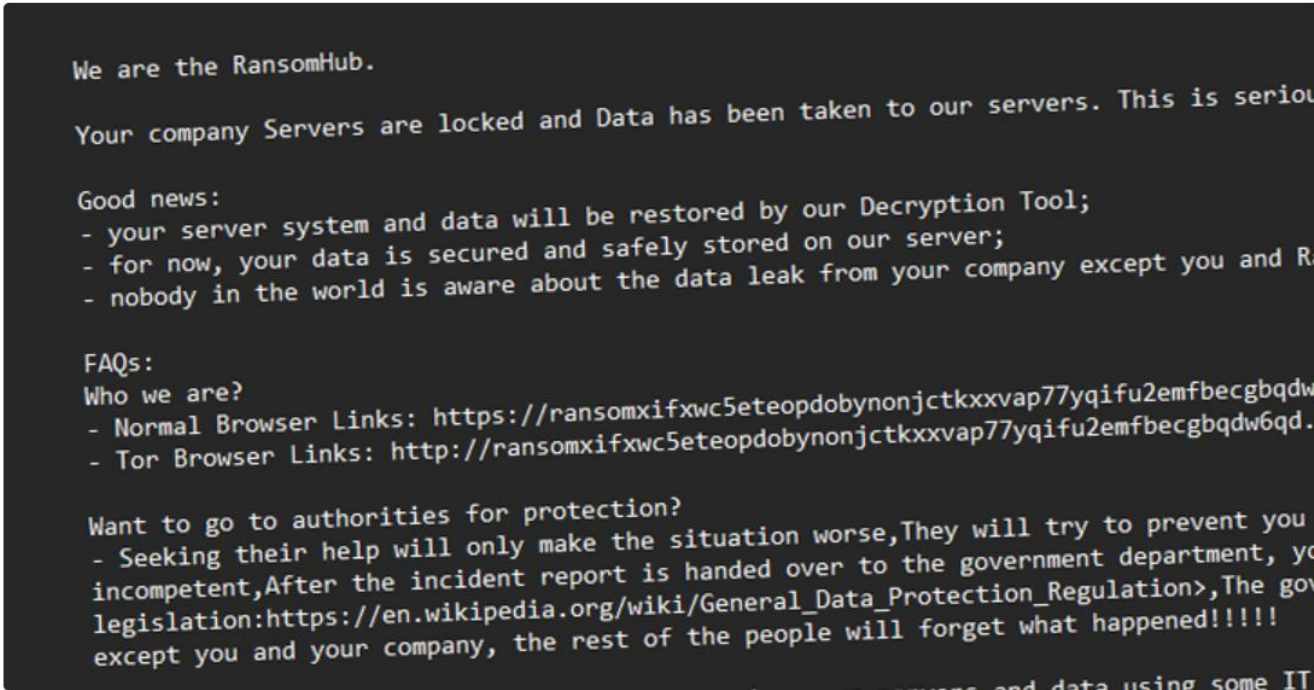 We are the RansomHub.
Your company Servers are locked and Data has been taken to our servers. This is
Good news:
- your server system and data will be restored by our Decryption Tool;
- for now, your data is secured and safely stored on our server;
- nobody in the world is aware about the data leak from your company except you and
FAQs:
Who we are?
- Normal Browser Links: https://ransomxifxwc5eteopdobynonjctkxxvap77yqifu2emfbecgbqdw
- Tor Browser Links: http://ransomxifxwc5eteopdobynonjctkxxvap77yqifu2emfbecgbqdw6qd.
Want to go to authorities for protection?
- Seeking their help will only make the situation worse,They will try to prevent you
incompetent,After the incident report is handed over to the government department,
legislation:https://en.wikipedia.org/wiki/General_Data_Protection_Regulation>,The
except you and your company, the rest of the people will forget what happened!!!!!
and data using some IT